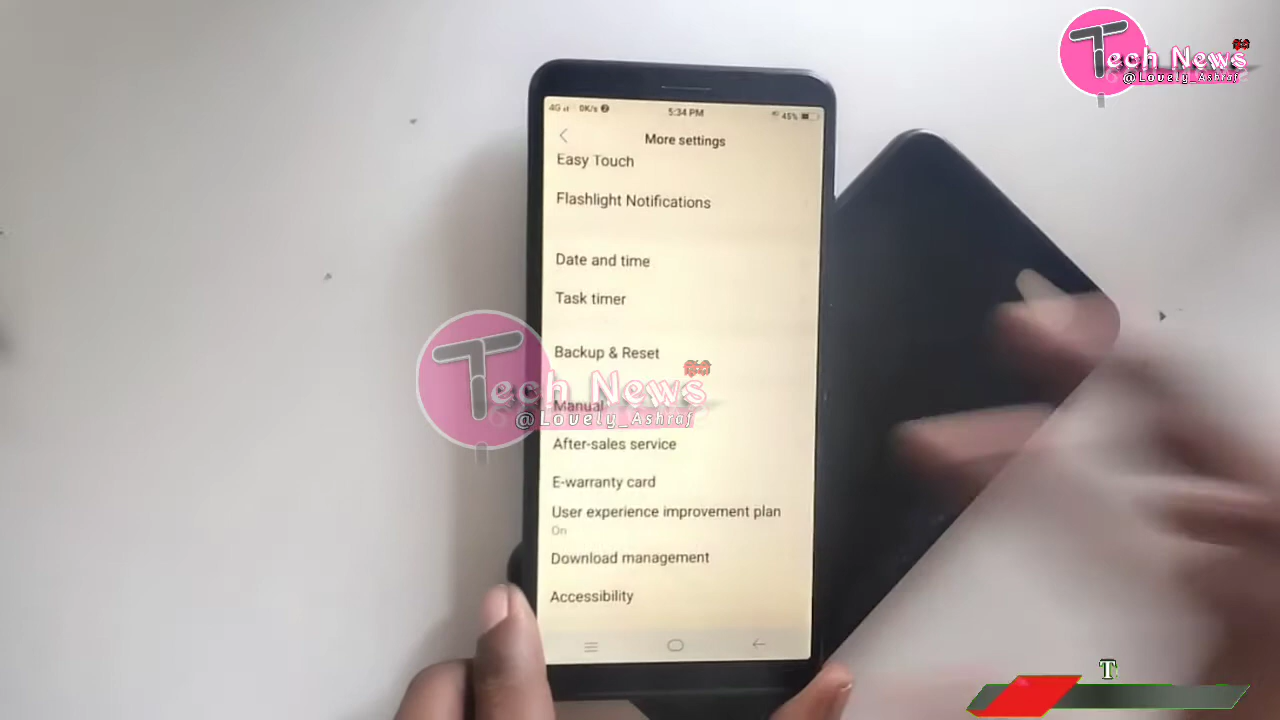 Tech News हिंदी
@Lovely_Ashraf
4G 0K/s 2 5:34 PM 45%
More settings
Easy Touch
Flashlight Notifications
Date and time
Task timer
Backup & Reset
Tech News हिंदी
Manual
@Lovely_Ashraf
After-sales service
E-warranty card
User experience improvement plan
On
Download management
Accessibility
T